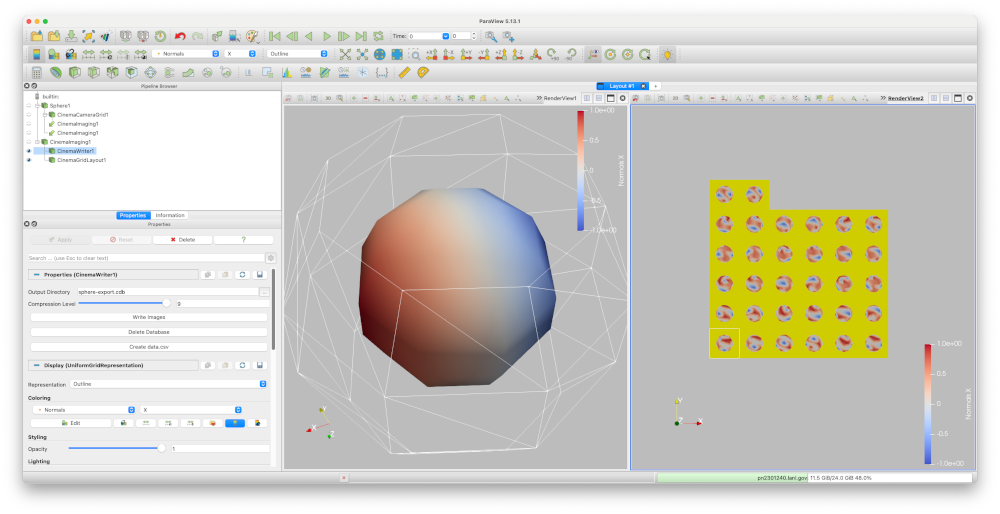 ParaView 5.13.1
Time: 0
0
Normals
X
Outline
Pipeline Browser
builtin:
Sphere1
CinemaCameraGrid1
CinemaImaging1
CinemaImaging1
CinemaImaging1
CinemaWriter1
CinemaGridLayout1
Properties
Information
Properties
Apply
Reset
Delete
?
Search ... (use Esc to clear text)
Properties (CinemaWriter1)
Output Directory
sphere-export.cdb
Compression Level
9
Write Images
Delete Database
Create data.csv
Display (UniformGridRepresentation)
Representation
Outline
Coloring
Normals
X
Edit
Styling
Opacity
1
Lighting
Layout #1
+
RenderView1
1.0e+00
0.5
0
-0.5
-1.0e+00
Normals X
Y
X
Z
RenderView2
1.0e+00
0.5
0
-0.5
-1.0e+00
Normals X
Y
Z
X
pn2301240.lanl.gov
11.5 GiB/24.0 GiB 48.0%